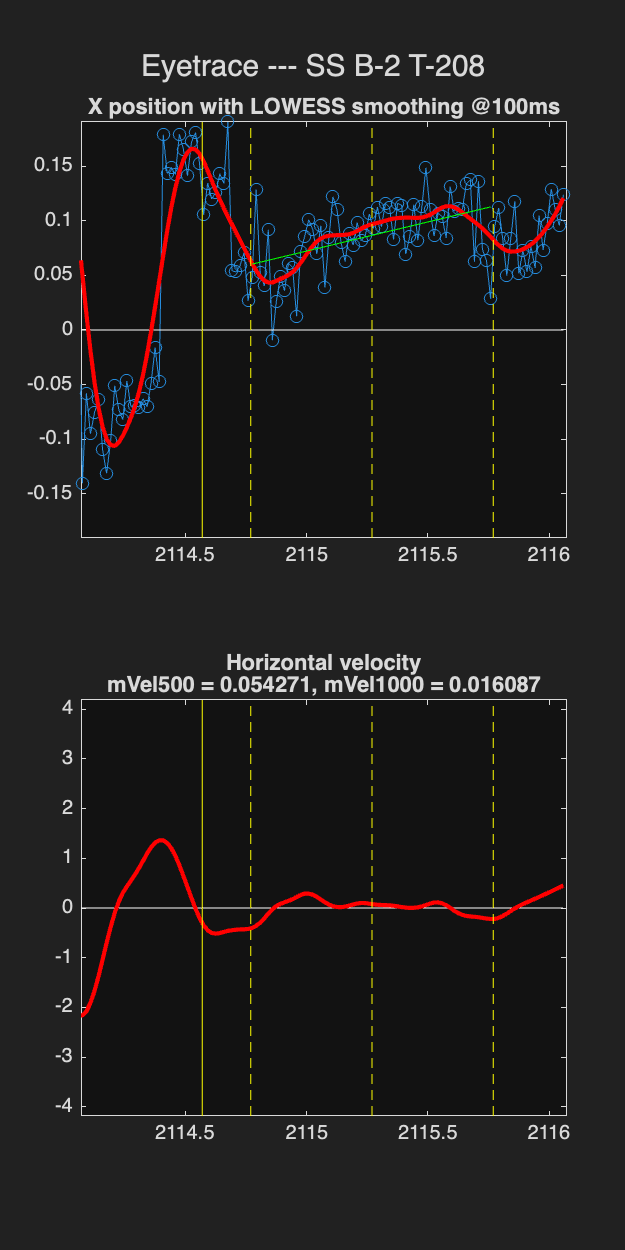 Eyetrace --- SS B-2 T-208
X position with LOWESS smoothing @100ms
0.15
0.1
0.05
0
-0.05
-0.1
-0.15
2114.5 2115 2115.5 2116
Horizontal velocity
mVel500 = 0.054271, mVel1000 = 0.016087
4
3
2
1
0
-1
-2
-3
-4
2114.5 2115 2115.5 2116